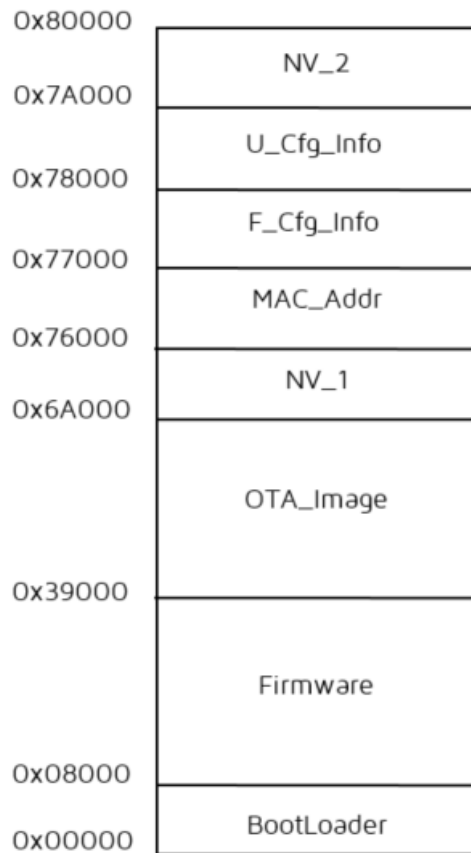 0x80000
NV_2
0x7A000
U_Cfg_Info
0x78000
F_Cfg_Info
0x77000
MAC_Addr
0x76000
NV_1
0x6A000
OTA_Image
0x39000
Firmware
0x08000
BootLoader
0x00000